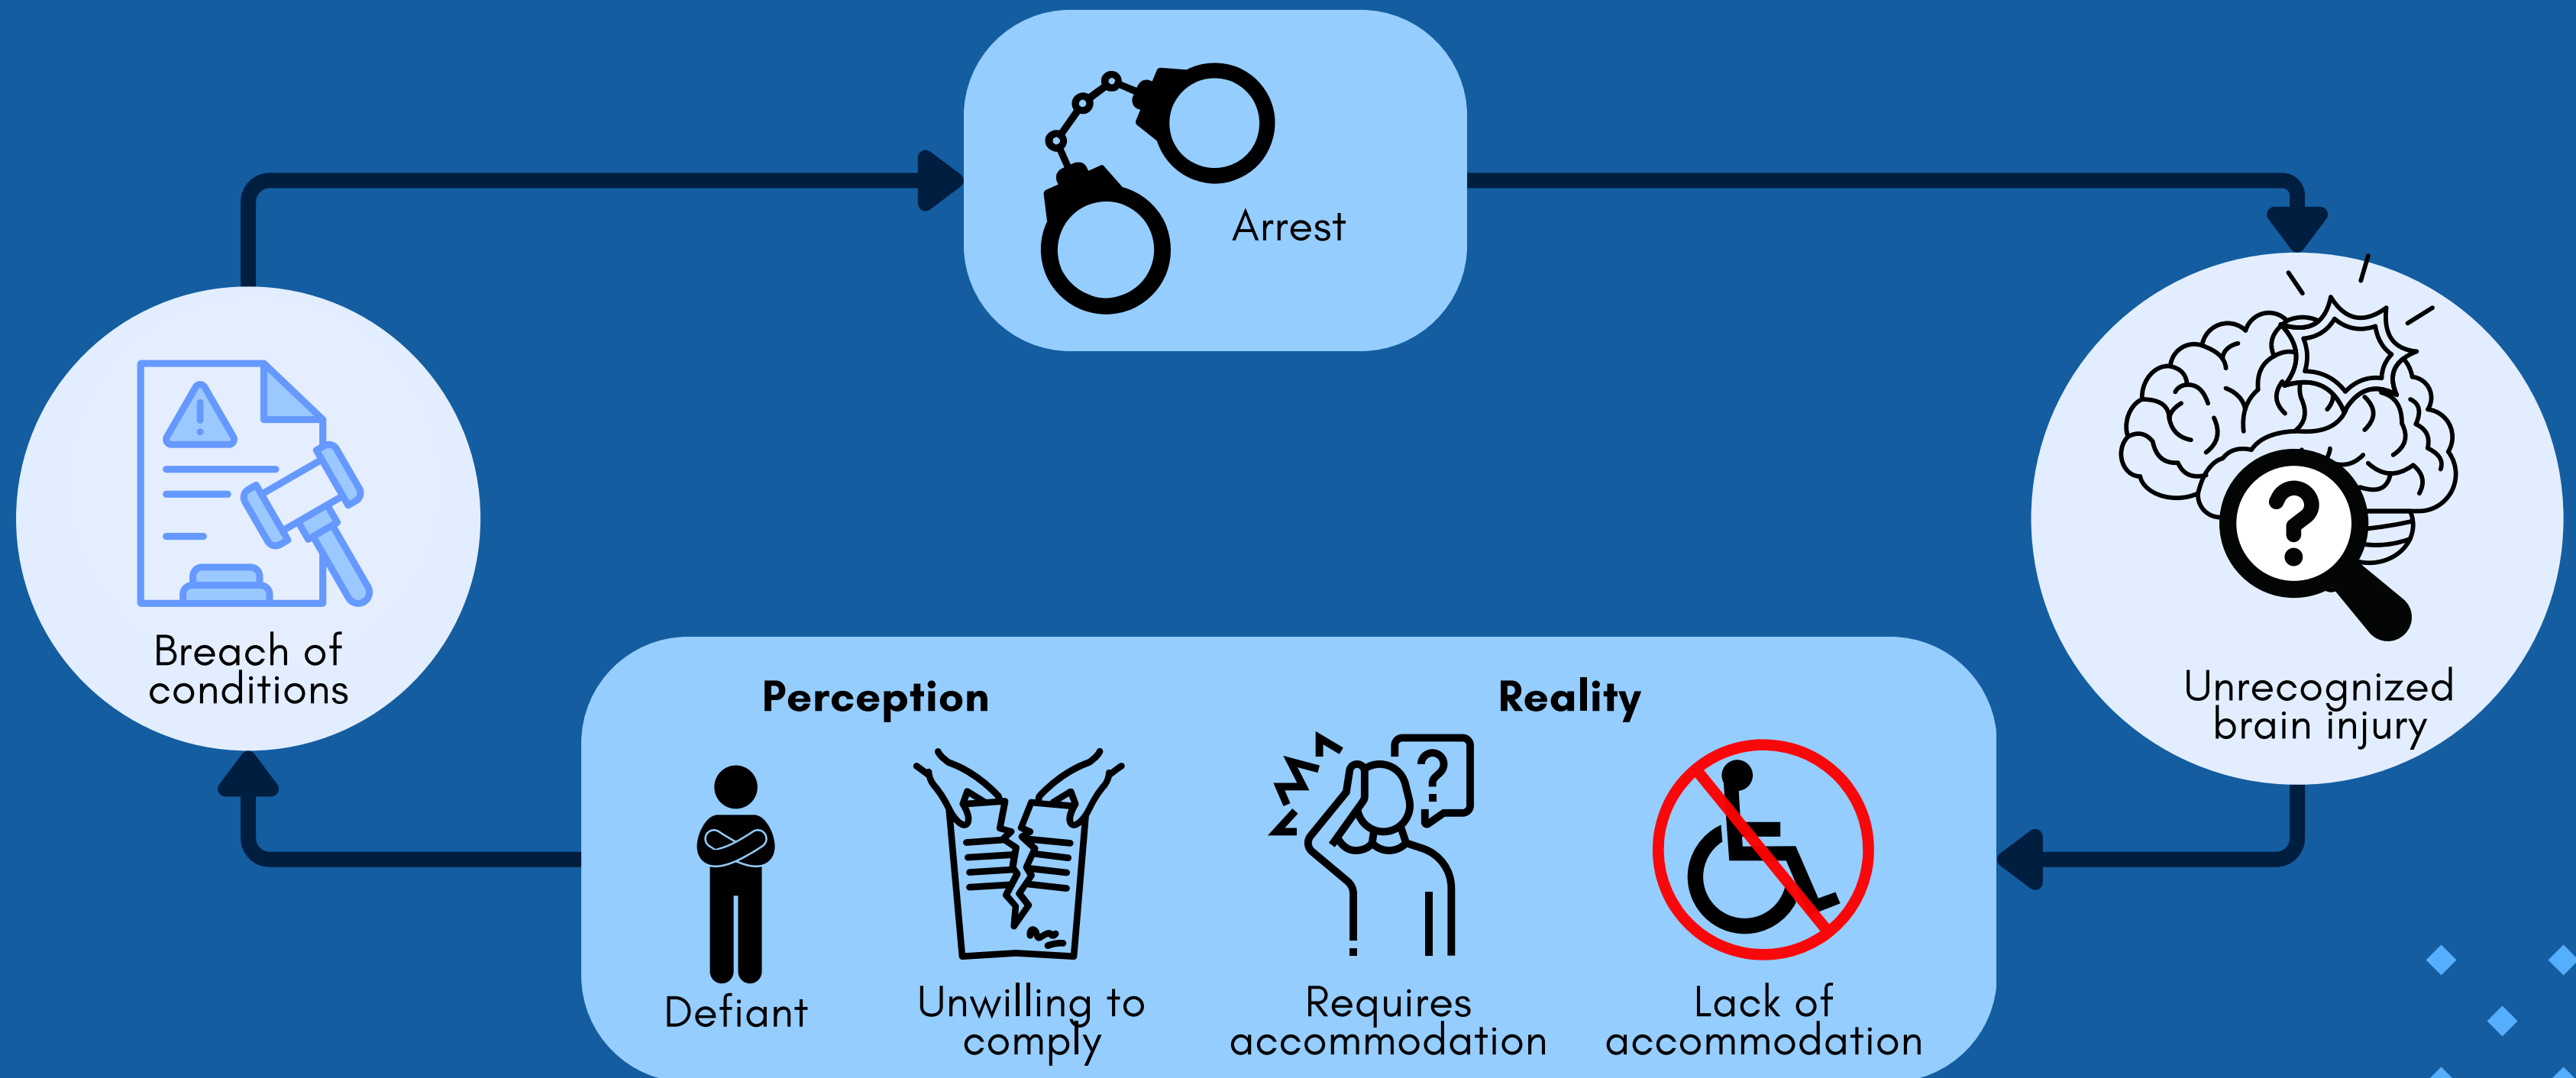 Arrest
Unrecognized
brain injury
Perception
Reality
Defiant
Unwilling to
comply
Requires
accommodation
Lack of
accommodation
Breach of
conditions
?
?